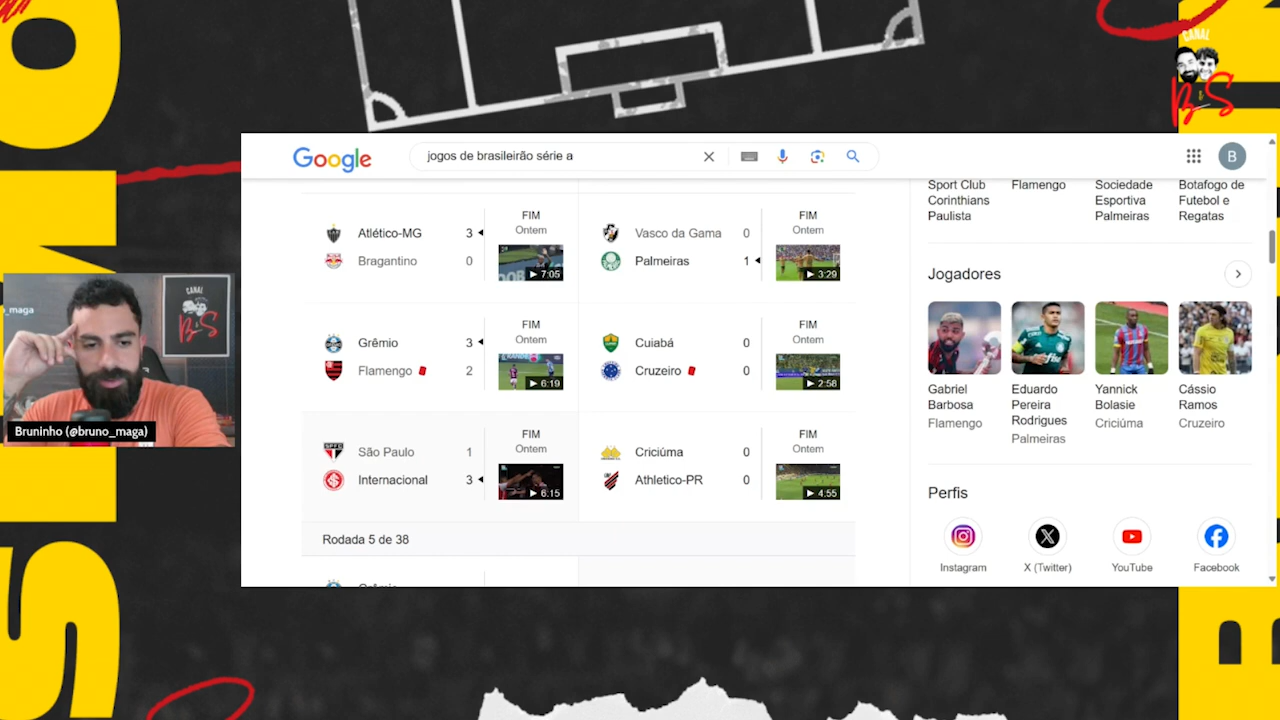 CANAL
B&S
Google
jogos de brasileirão série a
B
FIM
Ontem
Atlético-MG 3
Bragantino 0
7:05
FIM
Ontem
Vasco da Gama 0
Palmeiras 1
3:29
FIM
Ontem
Grêmio 3
Flamengo 2
6:19
FIM
Ontem
Cuiabá 0
Cruzeiro 0
2:58
FIM
Ontem
São Paulo 1
Internacional 3
6:15
FIM
Ontem
Criciúma 0
Athletico-PR 0
4:55
Rodada 5 de 38
Grêmio
Sport Club
Corinthians
Paulista
Flamengo
Sociedade
Esportiva
Palmeiras
Botafogo de
Futebol e
Regatas
Jogadores
Gabriel
Barbosa
Flamengo
Eduardo
Pereira
Rodrigues
Palmeiras
Yannick
Bolasie
Criciúma
Cássio
Ramos
Cruzeiro
Perfis
Instagram
X (Twitter)
YouTube
Facebook
_maga
CANAL
B&S
Bruninho (@bruno_maga)